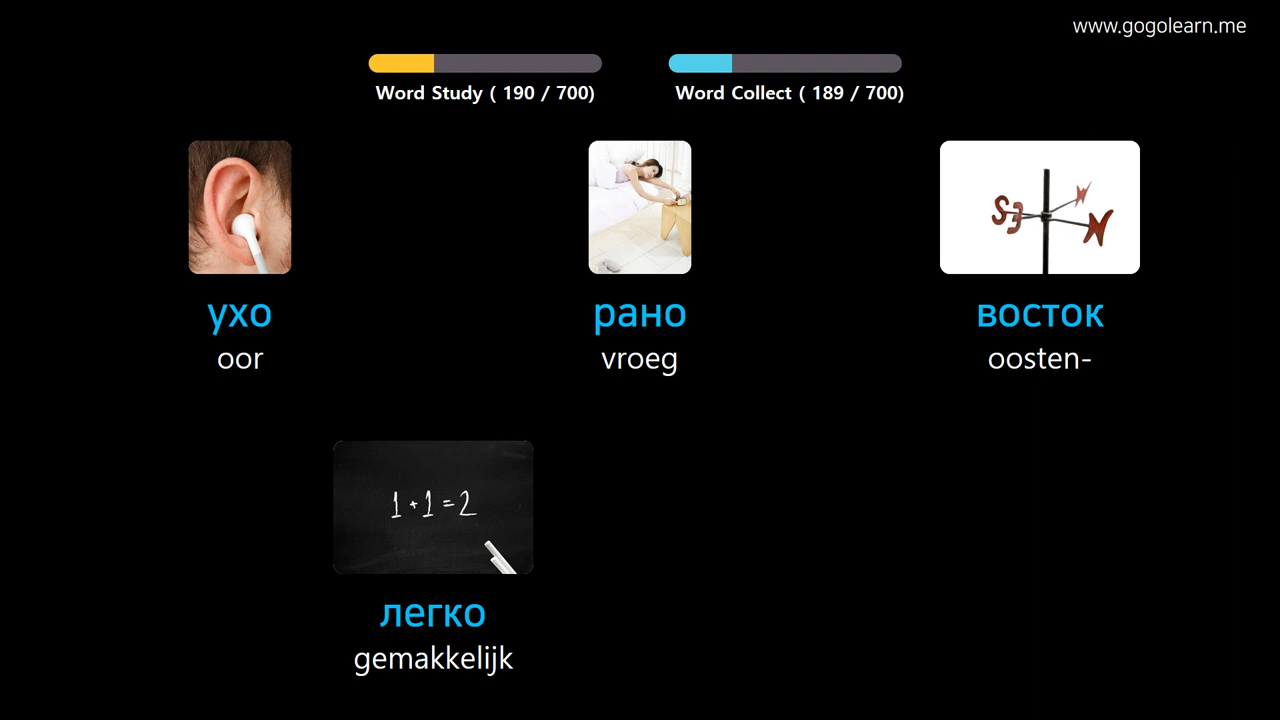 www.gogolearn.me
Word Study ( 190 / 700)
Word Collect ( 189 / 700)
ухо
oor
рано
vroeg
восток
oosten-
1+1=2
легко
gemakkelijk